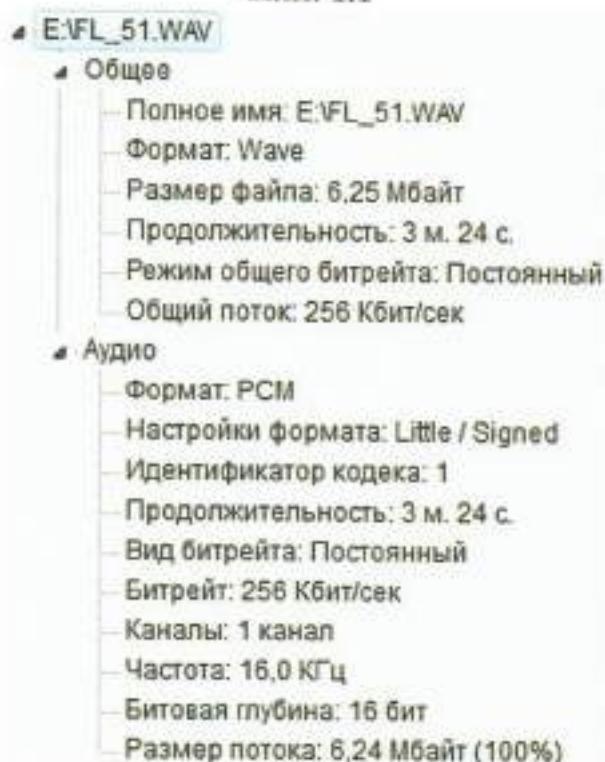 E:\FL_51.WAV
Общее
Полное имя: E:\FL_51.WAV
Формат: Wave
Размер файла: 6,25 Мбайт
Продолжительность: 3 м. 24 с.
Режим общего битрейта: Постоянный
Общий поток: 256 Кбит/сек
Аудио
Формат: PCM
Настройки формата: Little / Signed
Идентификатор кодека: 1
Продолжительность: 3 м. 24 с.
Вид битрейта: Постоянный
Битрейт: 256 Кбит/сек
Каналы: 1 канал
Частота: 16,0 КГц
Битовая глубина: 16 бит
Размер потока: 6,24 Мбайт (100%)